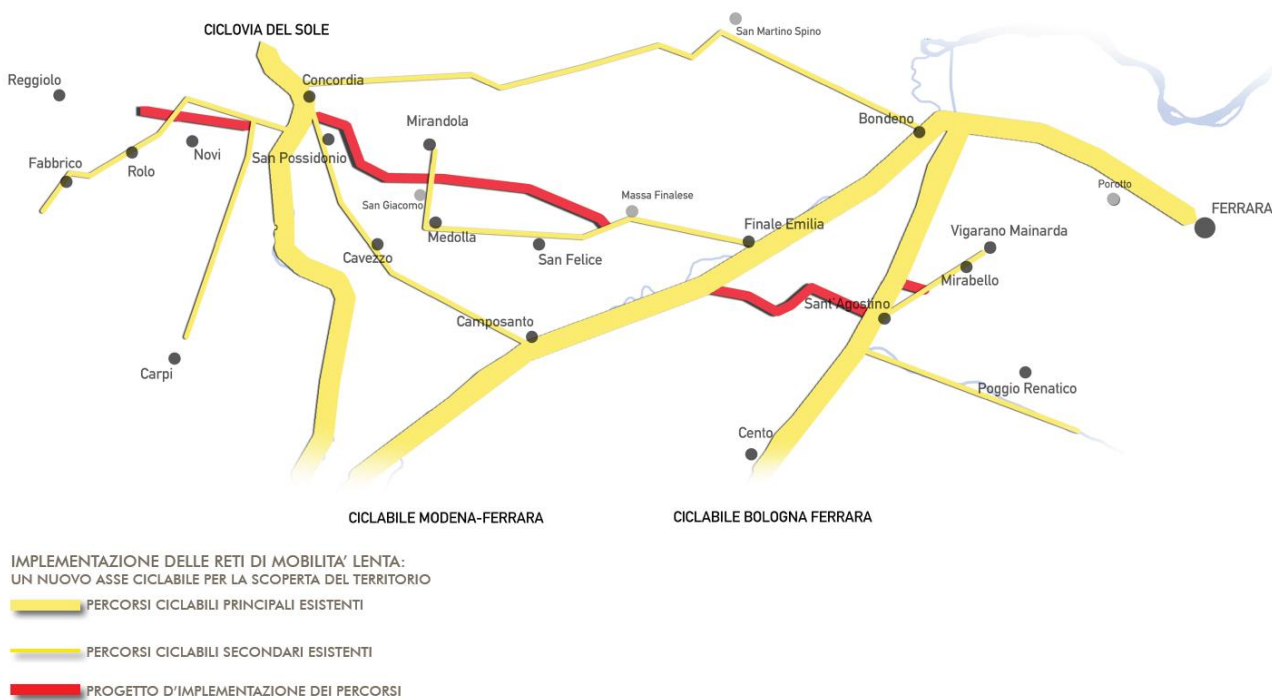 CICLOVIA DEL SOLE
San Martino Spino
Reggiolo
Concordia
Mirandola
Bondeno
Fabbrico
Rolo
Novi
San Possidonio
San Giacomo
Massa Finalese
Porotto
FERRARA
Medolla
Finale Emilia
Vigarano Mainarda
Cavezzo
San Felice
Mirabello
Camposanto
Sant'Agostino
Carpi
Poggio Renatico
Cento
CICLABILE MODENA-FERRARA
CICLABILE BOLOGNA FERRARA
IMPLEMENTAZIONE DELLE RETI DI MOBILITA' LENTA:
UN NUOVO ASSE CICLABILE PER LA SCOPERTA DEL TERRITORIO
PERCORSI CICLABILI PRINCIPALI ESISTENTI
PERCORSI CICLABILI SECONDARI ESISTENTI
PROGETTO D'IMPLEMENTAZIONE DEI PERCORSI